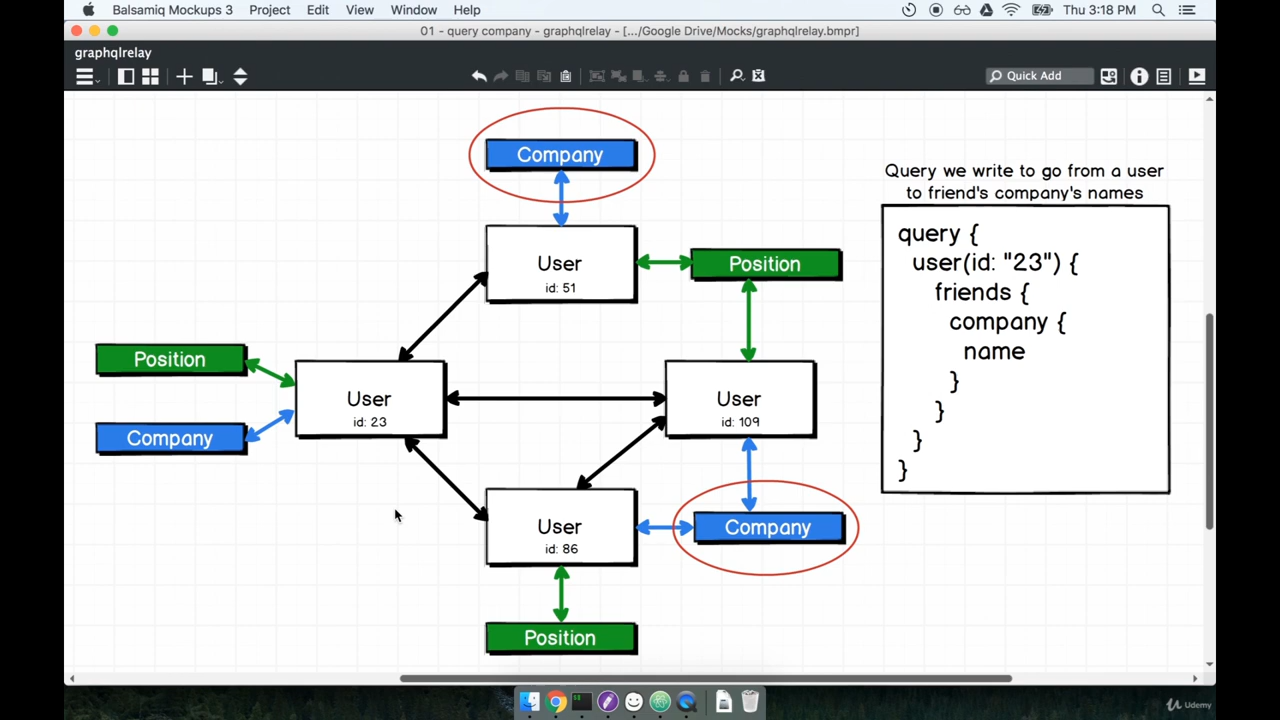 Balsamiq Mockups 3 Project Edit View Window Help Thu 3:18 PM
01 - query company - graphqlrelay - [.../Google Drive/Mocks/graphqlrelay.bmpr]
graphqlrelay
Quick Add
Company
User
id: 51
Position
Position
Company
User
id: 23
User
id: 109
User
id: 86
Company
Position
Query we write to go from a user
to friend's company's names
query {
user(id: "23") {
friends {
company {
name
}
}
}
}
Udemy